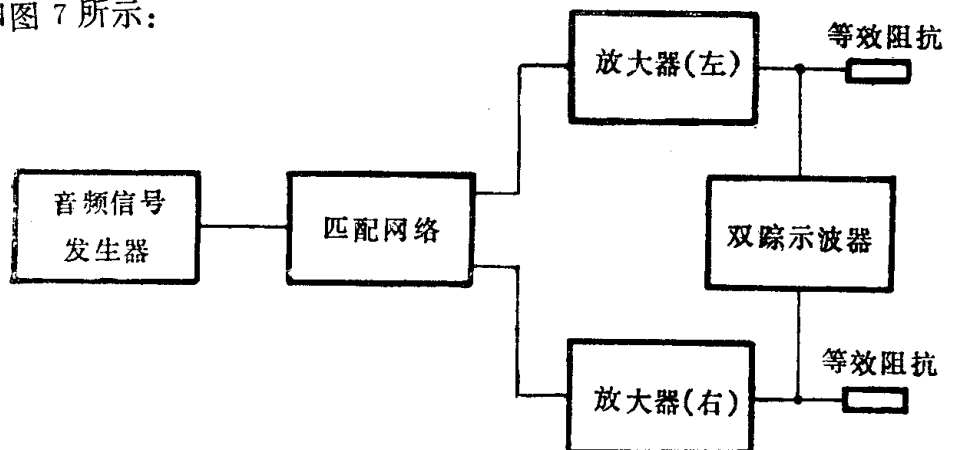 如图 7 所示：
音频信号
发生器
匹配网络
放大器(左)
等效阻抗
双踪示波器
放大器(右)
等效阻抗